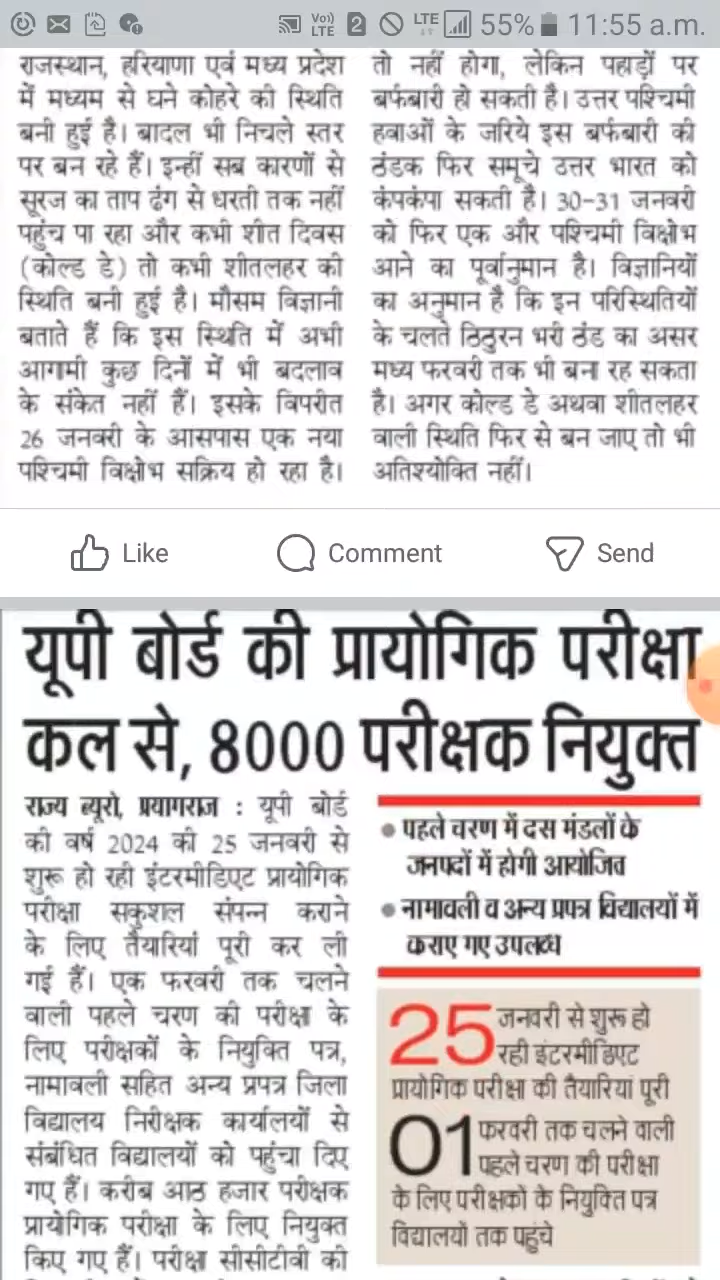 Vo)) LTE 2 LTE 55% 11:55 a.m.
राजस्थान, हरियाणा एवं मध्य प्रदेश
में मध्यम से घने कोहरे की स्थिति
बनी हुई है। बादल भी निचले स्तर
पर बन रहे हैं। इन्हीं सब कारणों से
सूरज का ताप ढंग से धरती तक नहीं
पहुंच पा रहा और कभी शीत दिवस
(कोल्ड डे) तो कभी शीतलहर की
स्थिति बनी हुई है। मौसम विज्ञानी
बताते हैं कि इस स्थिति में अभी
आगामी कुछ दिनों में भी बदलाव
के संकेत नहीं हैं। इसके विपरीत
26 जनवरी के आसपास एक नया
पश्चिमी विक्षोभ सक्रिय हो रहा है।
तो नहीं होगा, लेकिन पहाड़ों पर
बर्फबारी हो सकती है। उत्तर पश्चिमी
हवाओं के जरिये इस बर्फबारी की
ठंडक फिर समूचे उत्तर भारत को
कंपकंपा सकती है। 30-31 जनवरी
को फिर एक और पश्चिमी विक्षोभ
आने का पूर्वानुमान है। विज्ञानियों
का अनुमान है कि इन परिस्थितियों
के चलते ठिठुरन भरी ठंड का असर
मध्य फरवरी तक भी बना रह सकता
है। अगर कोल्ड डे अथवा शीतलहर
वाली स्थिति फिर से बन जाए तो भी
अतिश्योक्ति नहीं।
Like Comment Send
यूपी बोर्ड की प्रायोगिक परीक्षा
कल से, 8000 परीक्षक नियुक्त
राज्य ब्यूरो, प्रयागराज : यूपी बोर्ड
की वर्ष 2024 की 25 जनवरी से
शुरू हो रही इंटरमीडिएट प्रायोगिक
परीक्षा सकुशल संपन्न कराने
के लिए तैयारियां पूरी कर ली
गई हैं। एक फरवरी तक चलने
वाली पहले चरण की परीक्षा के
लिए परीक्षकों के नियुक्ति पत्र,
नामावली सहित अन्य प्रपत्र जिला
विद्यालय निरीक्षक कार्यालयों से
संबंधित विद्यालयों को पहुंचा दिए
गए हैं। करीब आठ हजार परीक्षक
प्रायोगिक परीक्षा के लिए नियुक्त
किए गए हैं। परीक्षा सीसीटीवी की
• पहले चरण में दस मंडलों के
जनपदों में होगी आयोजित
• नामावली व अन्य प्रपत्र विद्यालयों में
कराए गए उपलब्ध
25 जनवरी से शुरू हो
रही इंटरमीडिएट
प्रायोगिक परीक्षा की तैयारियां पूरी
01 फरवरी तक चलने वाली
पहले चरण की परीक्षा
के लिए परीक्षकों के नियुक्ति पत्र
विद्यालयों तक पहुंचे